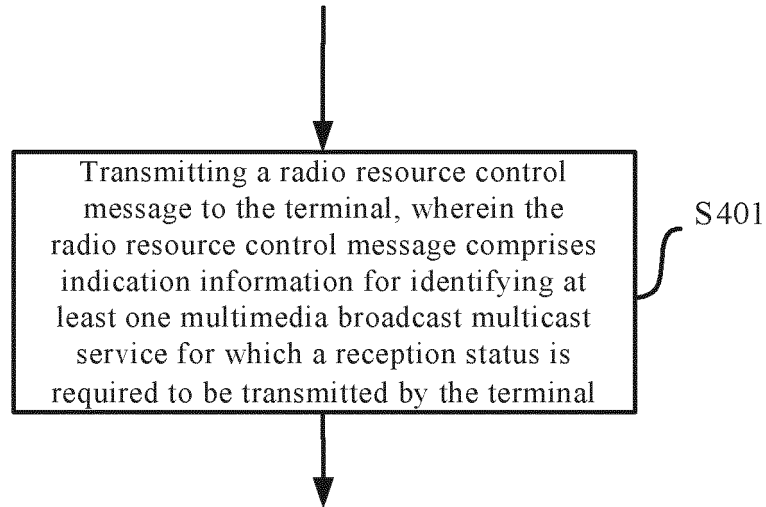 Transmitting a radio resource control
message to the terminal, wherein the
radio resource control message comprises
indication information for identifying at
least one multimedia broadcast multicast
service for which a reception status is
required to be transmitted by the terminal
S401